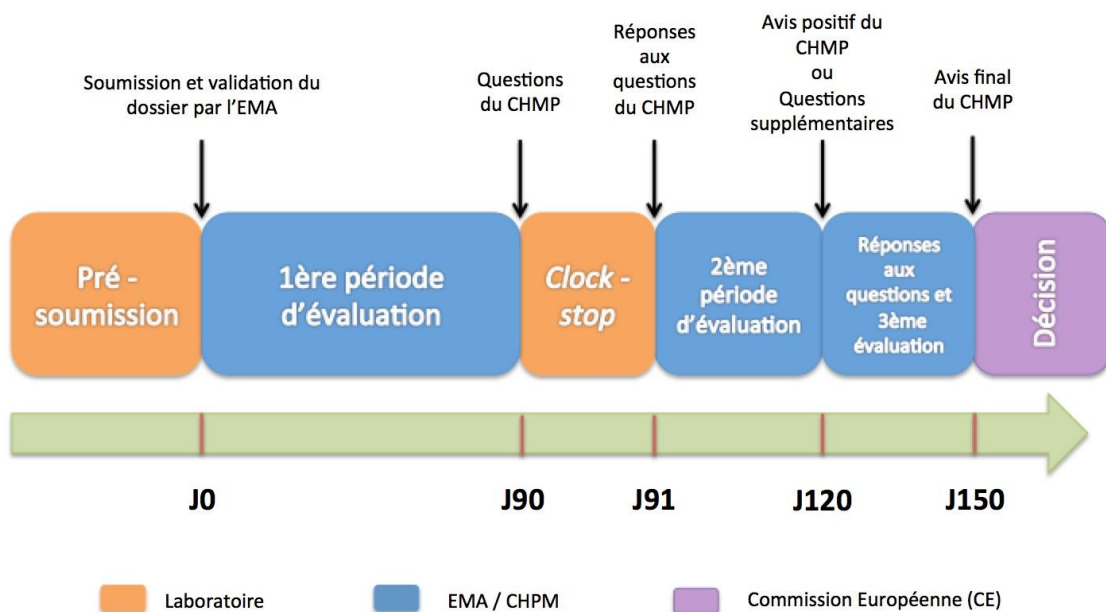 Soumission et validation du
dossier par l'EMA
Questions
du CHMP
Réponses
aux
questions
du CHMP
Avis positif du
CHMP
ou
Questions
supplémentaires
Avis final
du CHMP
Pré -
soumission
1ère période
d'évaluation
Clock -
stop
2ème
période
d'évaluation
Réponses
aux
questions et
3ème
évaluation
Décision
J0
J90
J91
J120
J150
Laboratoire
EMA / CHPM
Commission Européenne (CE)